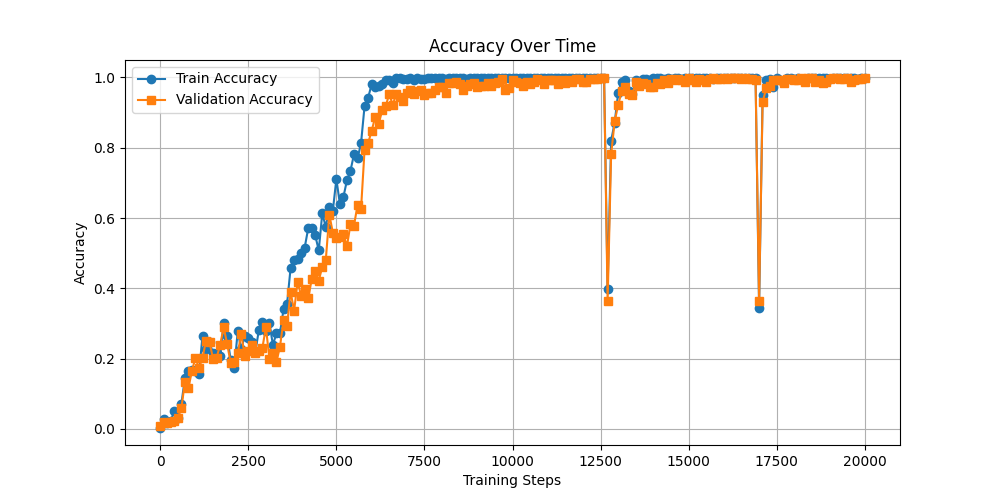 Accuracy Over Time
Train Accuracy
Validation Accuracy
1.0
0.8
0.6
0.4
0.2
0.0
Accuracy
0 2500 5000 7500 10000 12500 15000 17500 20000
Training Steps